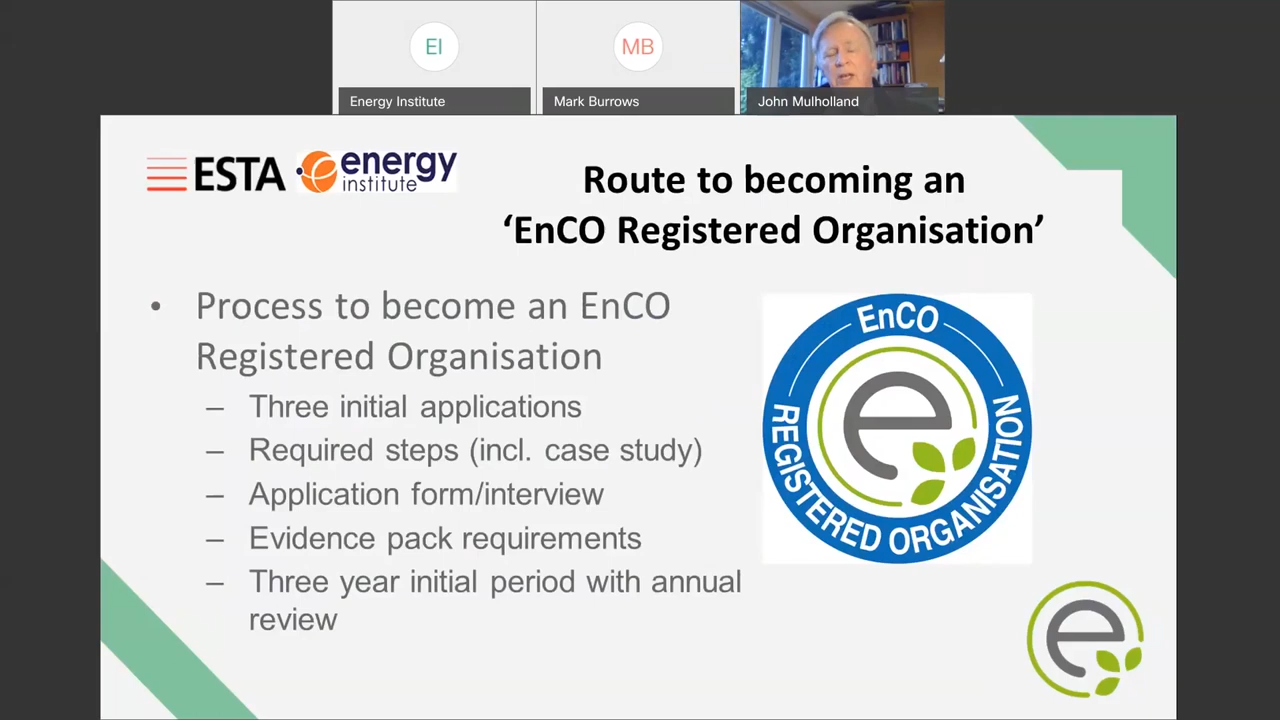 EI
MB
Energy Institute
Mark Burrows
John Mulholland
ESTA
energy
institute
Route to becoming an
‘EnCO Registered Organisation’
• Process to become an EnCO
Registered Organisation
– Three initial applications
– Required steps (incl. case study)
– Application form/interview
– Evidence pack requirements
– Three year initial period with annual
review
EnCO
REGISTERED ORGANISATION